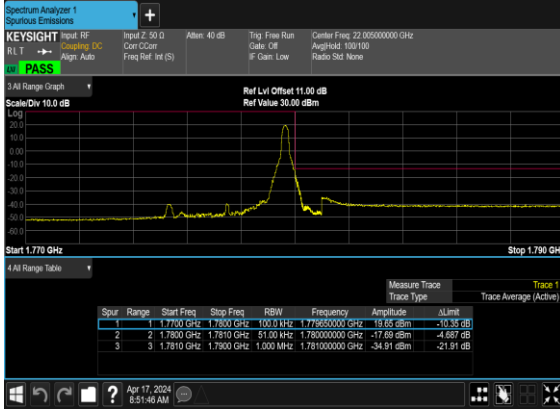 Spectrum Analyzer 1
Spurious Emissions
+
KEYSIGHT Input: RF Input Z: 50 Ω Atten: 40 dB Trig: Free Run Center Freq: 22.005000000 GHz
RLT Coupling: DC Corr CCorr Gate: Off Avg|Hold: 100/100
Align: Auto Freq Ref: Int (S) IF Gain: Low Radio Std: None
PASS
3 All Range Graph
Ref Lvl Offset 11.00 dB
Scale/Div 10.0 dB Ref Value 30.00 dBm
Log
20.0
10.0
0.00
-10.0
-20.0
-30.0
-40.0
-50.0
-60.0
Start 1.770 GHz Stop 1.790 GH
4 All Range Table
Measure Trace Trace 1
Trace Type Trace Average (Active)
Spur Range Start Freq Stop Freq RBW Frequency Amplitude ΔLimit
1 1 1.7700 GHz 1.7800 GHz 100.0 kHz 1.779650000 GHz 19.65 dBm -10.35 dB
2 2 1.7800 GHz 1.7810 GHz 51.00 kHz 1.780000000 GHz -17.69 dBm -4.687 dB
3 3 1.7810 GHz 1.7900 GHz 1.000 MHz 1.781000000 GHz -34.91 dBm -21.91 dB
? Apr 17, 2024
8:51:46 AM